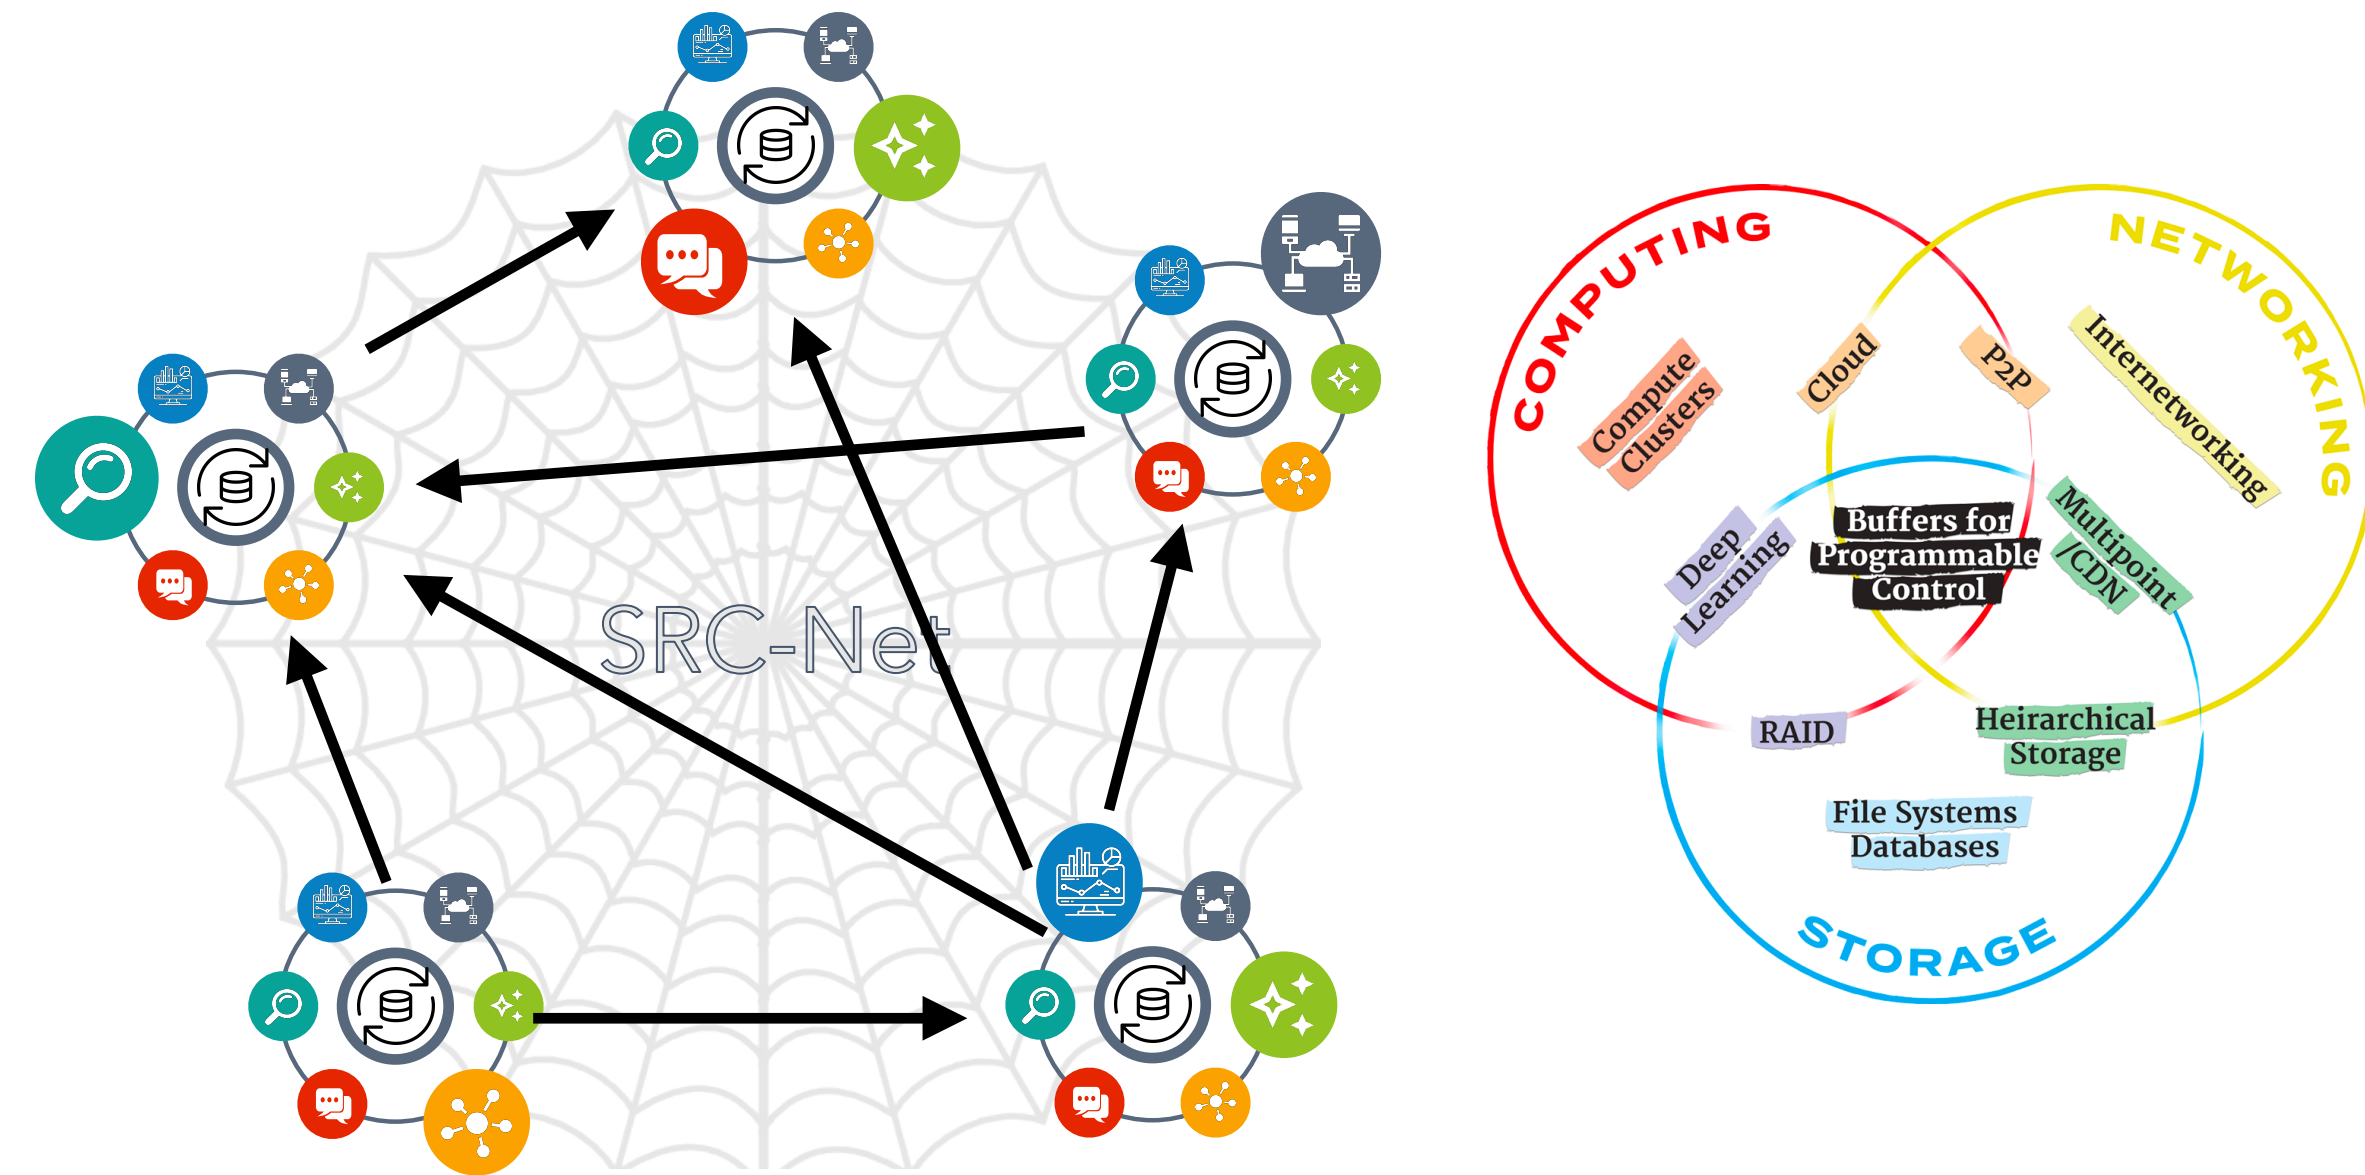 SRC-Net
COMPUTING
NETWORKING
Compute
Clusters
Cloud
P2P
Internetworking
Deep
Learning
Buffers for
Programmable
Control
Multipoint
/CDN
RAID
Heirarchical
Storage
File Systems
Databases
STORAGE